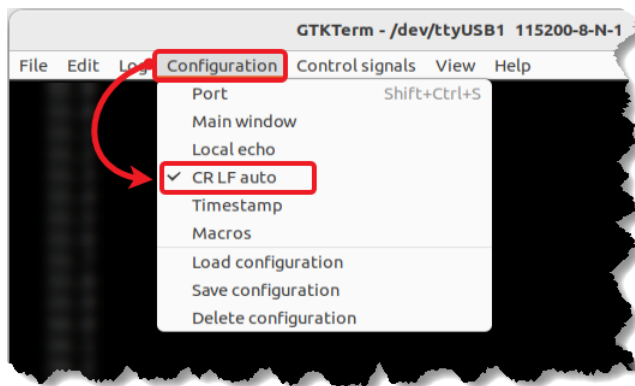 GTKTerm - /dev/ttyUSB1 115200-8-N-1
File Edit Log Configuration Control signals View Help
Port Shift+Ctrl+S
Main window
Local echo
✓ CR LF auto
Timestamp
Macros
Load configuration
Save configuration
Delete configuration